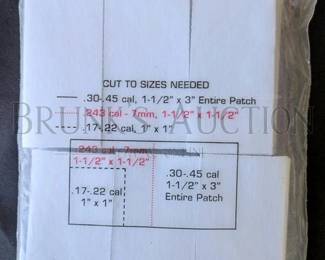 CUT TO SIZES NEEDED
.30-.45 cal, 1-1/2" x 3" Entire Patch
.243 cal - 7mm, 1-1/2" x 1-1/2"
.17-.22 cal, 1" x 1"
BRUNK'S AUCTION
.243 cal - 7mm
1-1/2" x 1-1/2"
.17-.22 cal
1" x 1"
.30-.45 cal
1-1/2" x 3"
Entire Patch